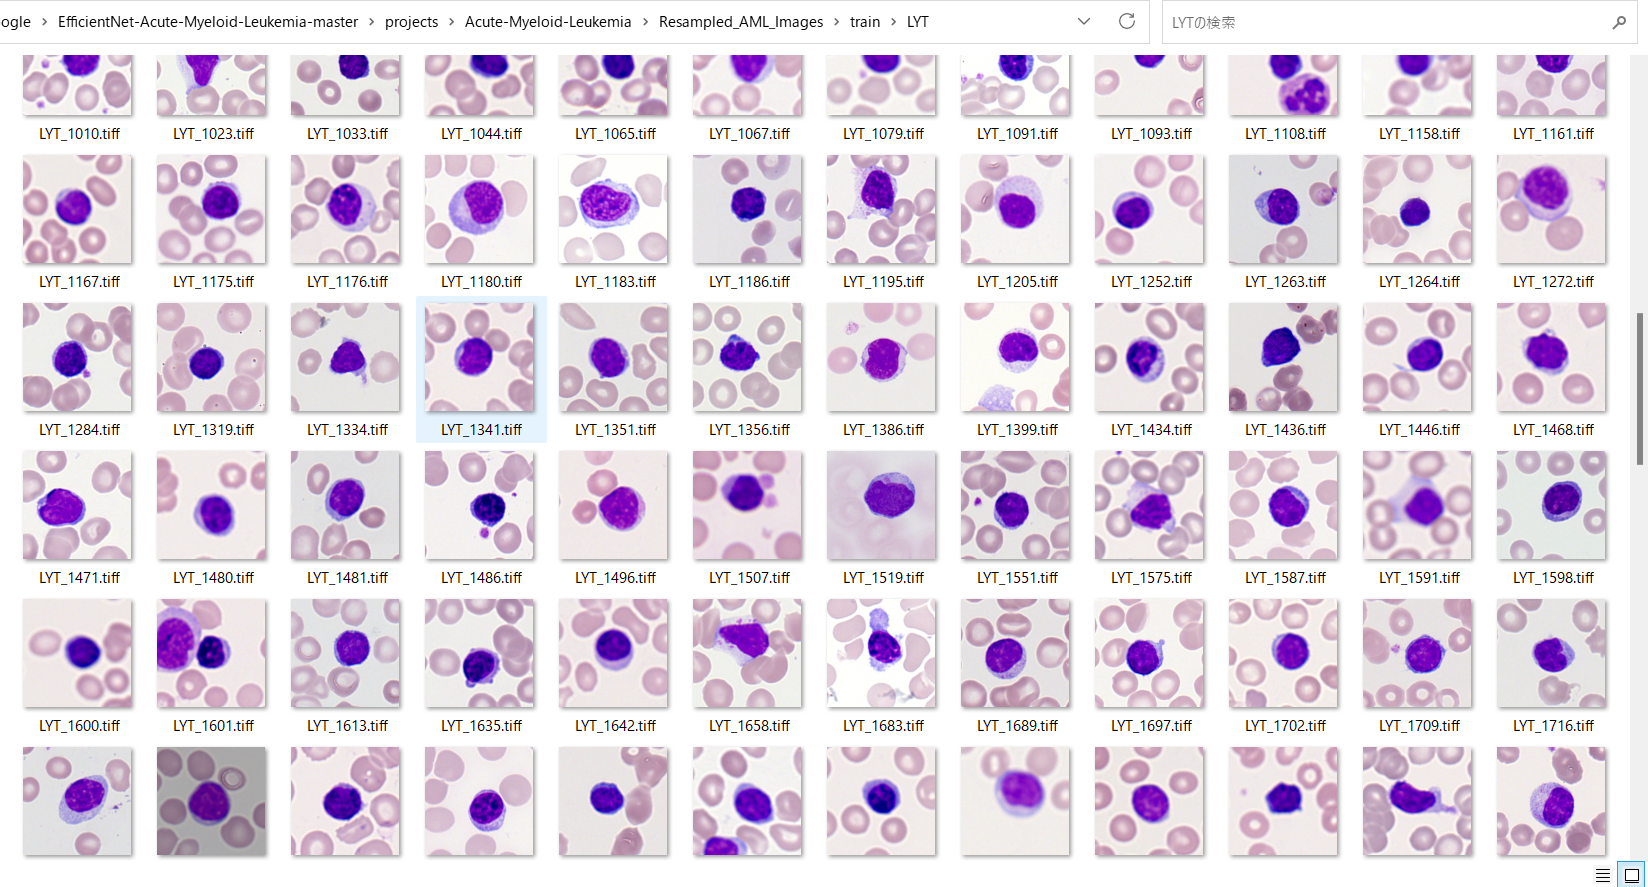 ogle > EfficientNet-Acute-Myeloid-Leukemia-master > projects > Acute-Myeloid-Leukemia > Resampled_AML_Images > train > LYT
LYTの検索
LYT_1010.tiff LYT_1023.tiff LYT_1033.tiff LYT_1044.tiff LYT_1065.tiff LYT_1067.tiff LYT_1079.tiff LYT_1091.tiff LYT_1093.tiff LYT_1108.tiff LYT_1158.tiff LYT_1161.tiff
LYT_1167.tiff LYT_1175.tiff LYT_1176.tiff LYT_1180.tiff LYT_1183.tiff LYT_1186.tiff LYT_1195.tiff LYT_1205.tiff LYT_1252.tiff LYT_1263.tiff LYT_1264.tiff LYT_1272.tiff
LYT_1284.tiff LYT_1319.tiff LYT_1334.tiff LYT_1341.tiff LYT_1351.tiff LYT_1356.tiff LYT_1386.tiff LYT_1399.tiff LYT_1434.tiff LYT_1436.tiff LYT_1446.tiff LYT_1468.tiff
LYT_1471.tiff LYT_1480.tiff LYT_1481.tiff LYT_1486.tiff LYT_1496.tiff LYT_1507.tiff LYT_1519.tiff LYT_1551.tiff LYT_1575.tiff LYT_1587.tiff LYT_1591.tiff LYT_1598.tiff
LYT_1600.tiff LYT_1601.tiff LYT_1613.tiff LYT_1635.tiff LYT_1642.tiff LYT_1658.tiff LYT_1683.tiff LYT_1689.tiff LYT_1697.tiff LYT_1702.tiff LYT_1709.tiff LYT_1716.tiff